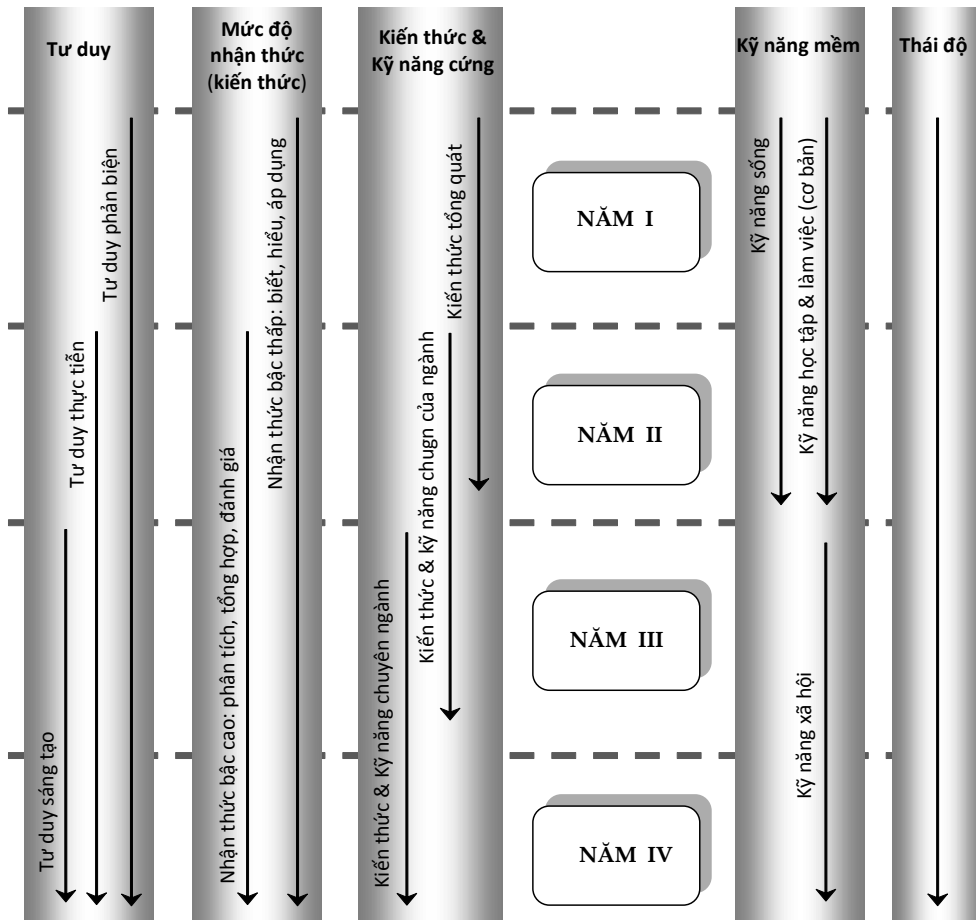 Tư duy
Mức độ
nhận thức
(kiến thức)
Kiến thức &
Kỹ năng cứng
Kỹ năng mềm
Thái độ
Tư duy phản biện
Tư duy thực tiễn
Tư duy sáng tạo
Nhận thức bậc thấp: biết, hiểu, áp dụng
Nhận thức bậc cao: phân tích, tổng hợp, đánh giá
Kiến thức tổng quát
Kiến thức & kỹ năng chugn của ngành
Kiến thức & Kỹ năng chuyên ngành
NĂM I
NĂM II
NĂM III
NĂM IV
Kỹ năng sống
Kỹ năng học tập & làm việc (cơ bản)
Kỹ năng xã hội